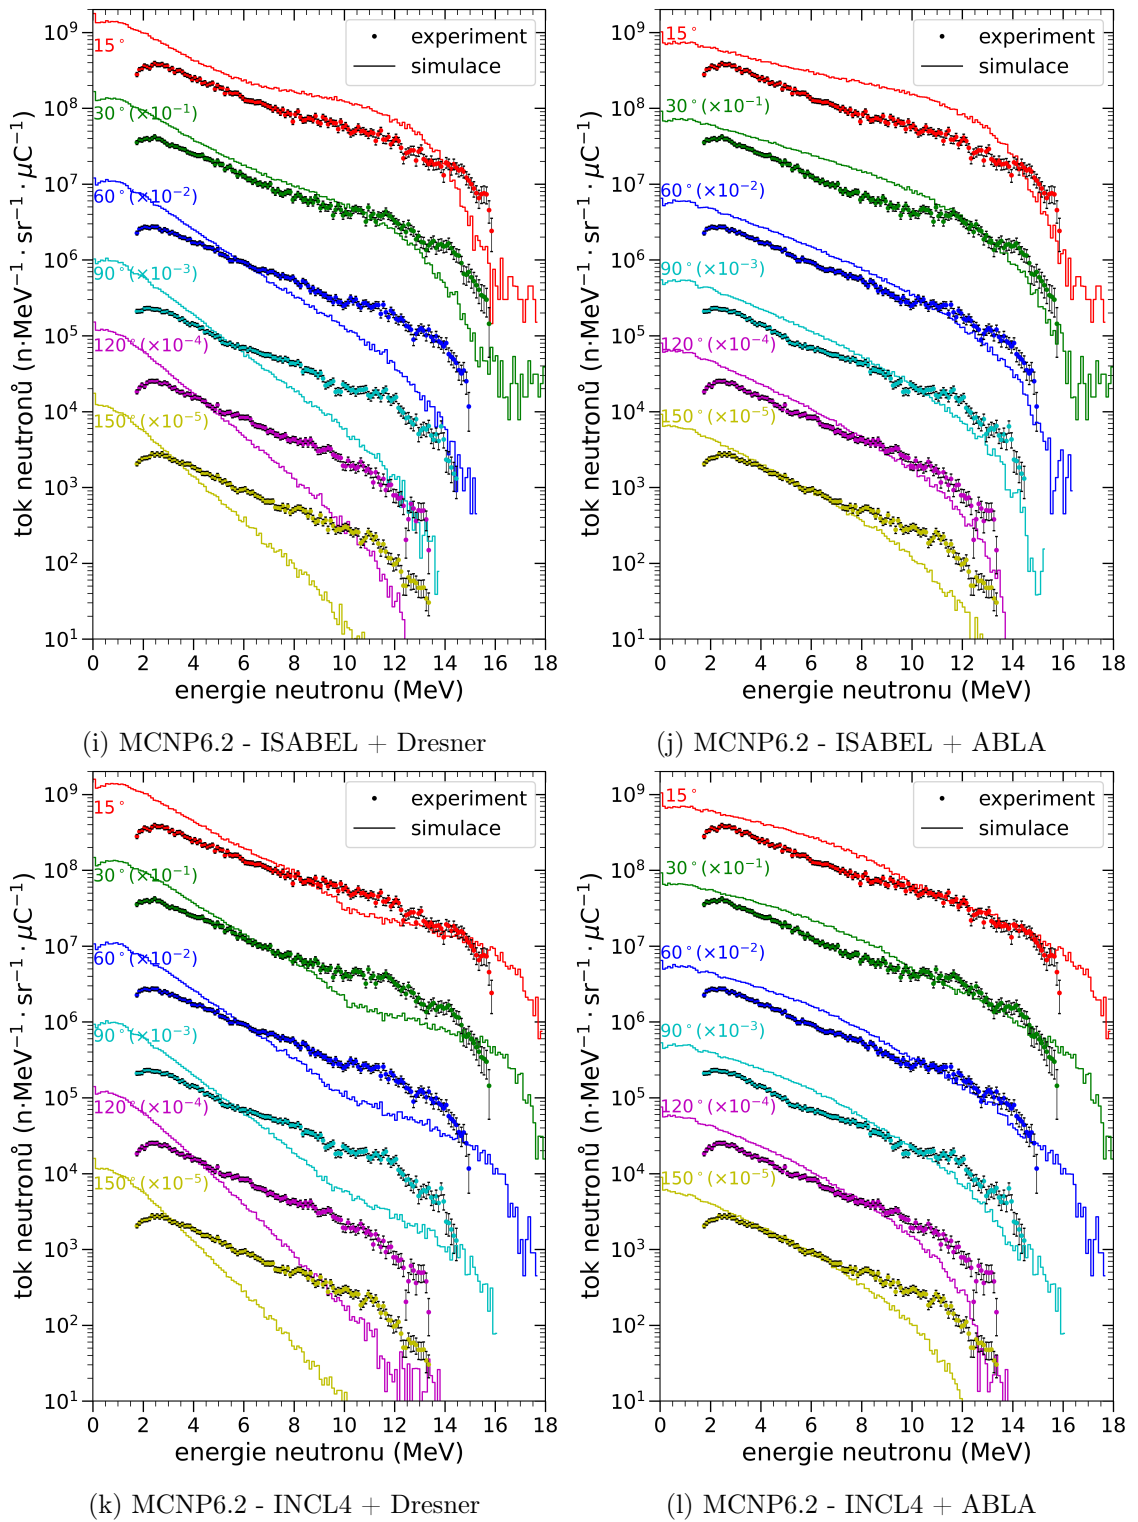 10⁹
10⁸
10⁷
10⁶
10⁵
10⁴
10³
10²
10¹
tok neutronů (n·MeV⁻¹ · sr⁻¹ · μC⁻¹)
15°
30°(×10⁻¹)
60°(×10⁻²)
90°(×10⁻³)
120°(×10⁻⁴)
150°(×10⁻⁵)
experiment
simulace
0 2 4 6 8 10 12 14 16 18
energie neutronu (MeV)
(i) MCNP6.2 - ISABEL + Dresner
10⁹
10⁸
10⁷
10⁶
10⁵
10⁴
10³
10²
10¹
tok neutronů (n·MeV⁻¹ · sr⁻¹ · μC⁻¹)
15°
30°(×10⁻¹)
60°(×10⁻²)
90°(×10⁻³)
120°(×10⁻⁴)
150°(×10⁻⁵)
experiment
simulace
0 2 4 6 8 10 12 14 16 18
energie neutronu (MeV)
(j) MCNP6.2 - ISABEL + ABLA
10⁹
10⁸
10⁷
10⁶
10⁵
10⁴
10³
10²
10¹
tok neutronů (n·MeV⁻¹ · sr⁻¹ · μC⁻¹)
15°
30°(×10⁻¹)
60°(×10⁻²)
90°(×10⁻³)
120°(×10⁻⁴)
150°(×10⁻⁵)
experiment
simulace
0 2 4 6 8 10 12 14 16 18
energie neutronu (MeV)
(k) MCNP6.2 - INCL4 + Dresner
10⁹
10⁸
10⁷
10⁶
10⁵
10⁴
10³
10²
10¹
tok neutronů (n·MeV⁻¹ · sr⁻¹ · μC⁻¹)
15°
30°(×10⁻¹)
60°(×10⁻²)
90°(×10⁻³)
120°(×10⁻⁴)
150°(×10⁻⁵)
experiment
simulace
0 2 4 6 8 10 12 14 16 18
energie neutronu (MeV)
(l) MCNP6.2 - INCL4 + ABLA